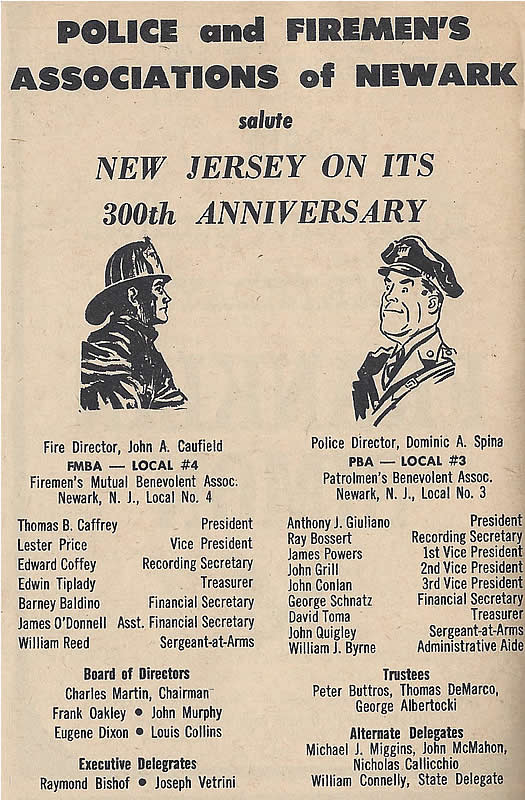 POLICE and FIREMEN'S
ASSOCIATIONS of NEWARK
salute
NEW JERSEY ON ITS
300th ANNIVERSARY
Fire Director, John A. Caufield
FMBA — LOCAL #4
Firemen's Mutual Benevolent Assoc.
Newark, N. J., Local No. 4
Thomas B. Caffrey President
Lester Price Vice President
Edward Coffey Recording Secretary
Edwin Tiplady Treasurer
Barney Baldino Financial Secretary
James O'Donnell Asst. Financial Secretary
William Reed Sergeant-at-Arms
Board of Directors
Charles Martin, Chairman
Frank Oakley ● John Murphy
Eugene Dixon ● Louis Collins
Executive Delegrates
Raymond Bishof ● Joseph Vetrini
Police Director, Dominic A. Spina
PBA — LOCAL #3
Patrolmen's Benevolent Assoc.
Newark, N. J., Local No. 3
Anthony J. Giuliano President
Ray Bossert Recording Secretary
James Powers 1st Vice President
John Grill 2nd Vice President
John Conlan 3rd Vice President
George Schnatz Financial Secretary
David Toma Treasurer
John Quigley Sergeant-at-Arms
William J. Byrne Administrative Aide
Trustees
Peter Buttros, Thomas DeMarco,
George Albertocki
Alternate Delegates
Michael J. Miggins, John McMahon,
Nicholas Callicchio
William Connelly, State Delegate